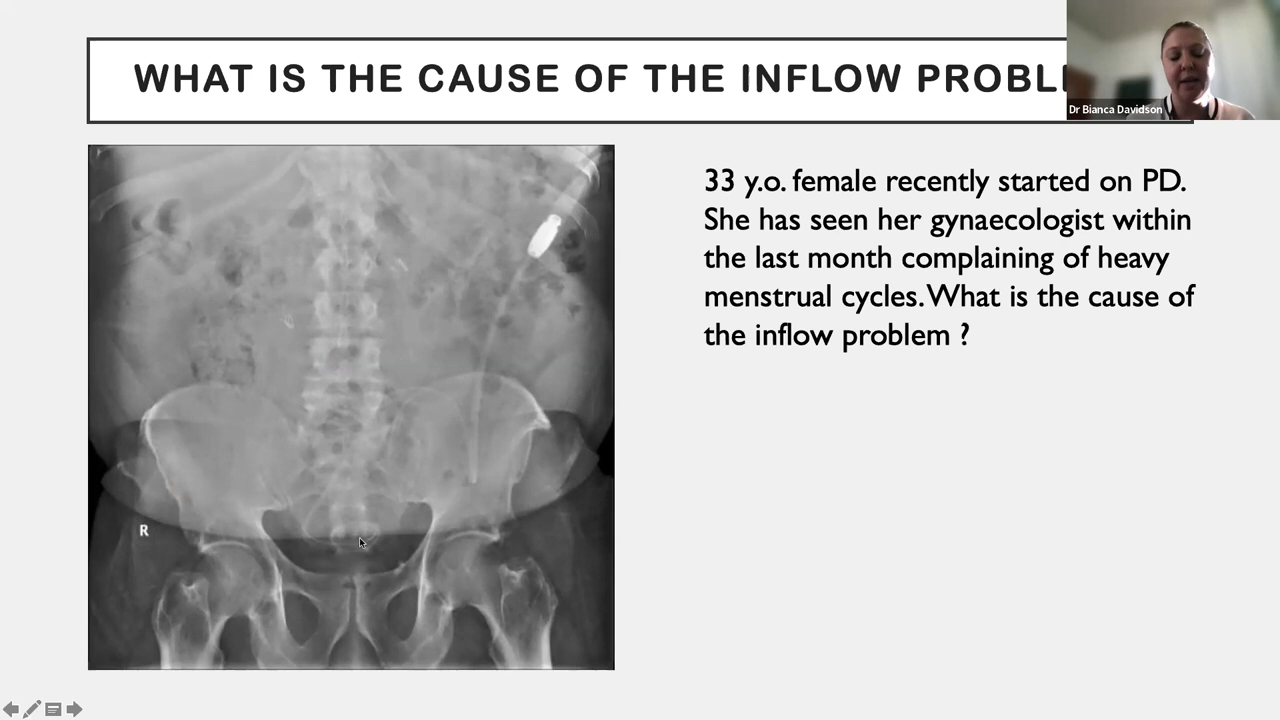 WHAT IS THE CAUSE OF THE INFLOW PROBL
Dr Bianca Davidson
33 y.o. female recently started on PD.
She has seen her gynaecologist within
the last month complaining of heavy
menstrual cycles. What is the cause of
the inflow problem ?
R